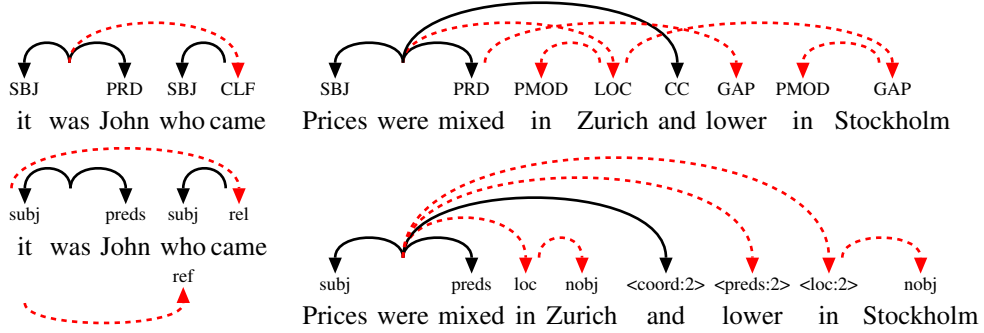 SBJ PRD SBJ CLF
it was John who came
SBJ PRD PMOD LOC CC GAP PMOD GAP
Prices were mixed in Zurich and lower in Stockholm
subj preds subj rel
it was John who came
ref
subj preds loc nobj <coord:2> <preds:2> <loc:2> nobj
Prices were mixed in Zurich and lower in Stockholm